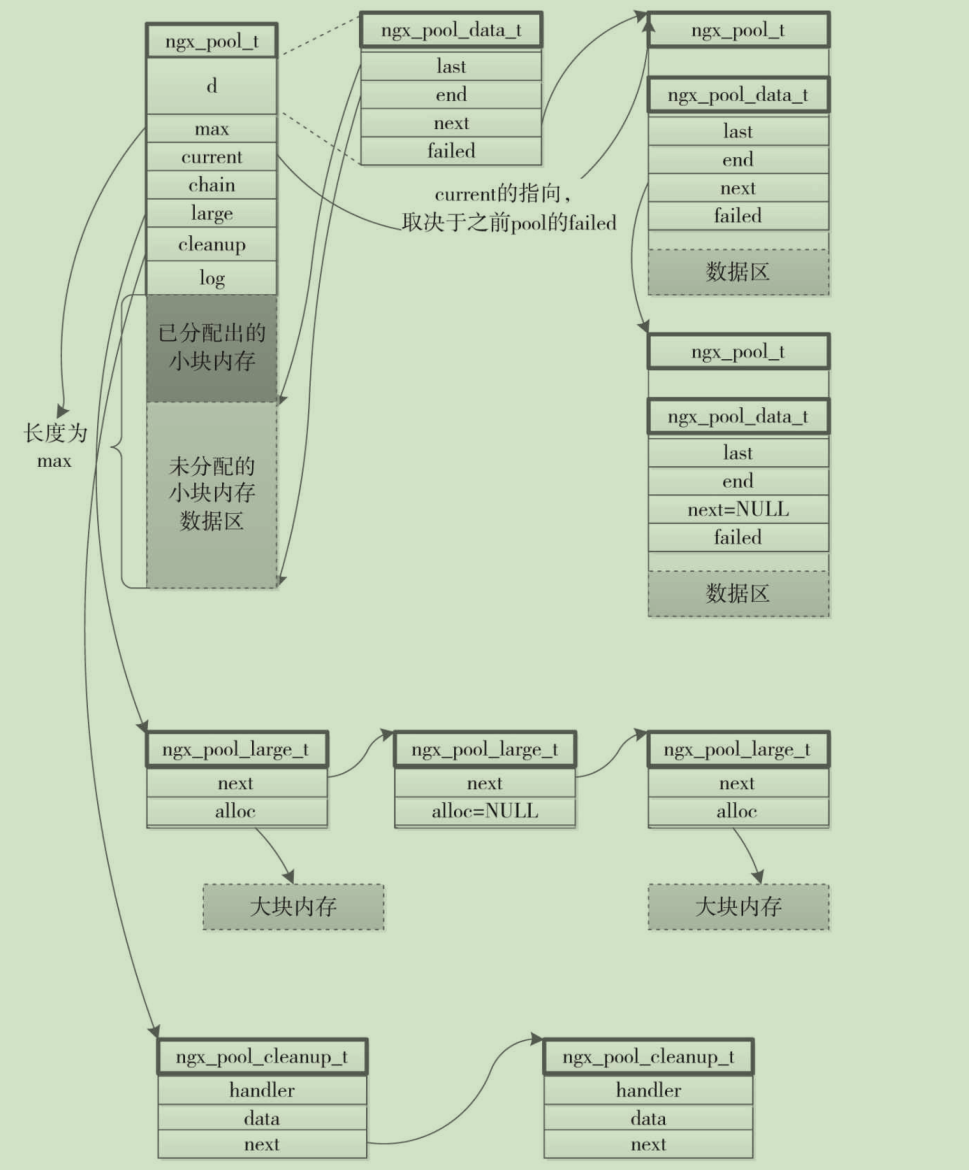 ngx_pool_t
d
max
current
chain
large
cleanup
log
已分配出的
小块内存
未分配的
小块内存
数据区
长度为
max
ngx_pool_data_t
last
end
next
failed
current的指向,
取决于之前pool的failed
ngx_pool_t
ngx_pool_data_t
last
end
next
failed
数据区
ngx_pool_t
ngx_pool_data_t
last
end
next=NULL
failed
数据区
ngx_pool_large_t
next
alloc
大块内存
ngx_pool_large_t
next
alloc=NULL
ngx_pool_large_t
next
alloc
大块内存
ngx_pool_cleanup_t
handler
data
next
ngx_pool_cleanup_t
handler
data
next